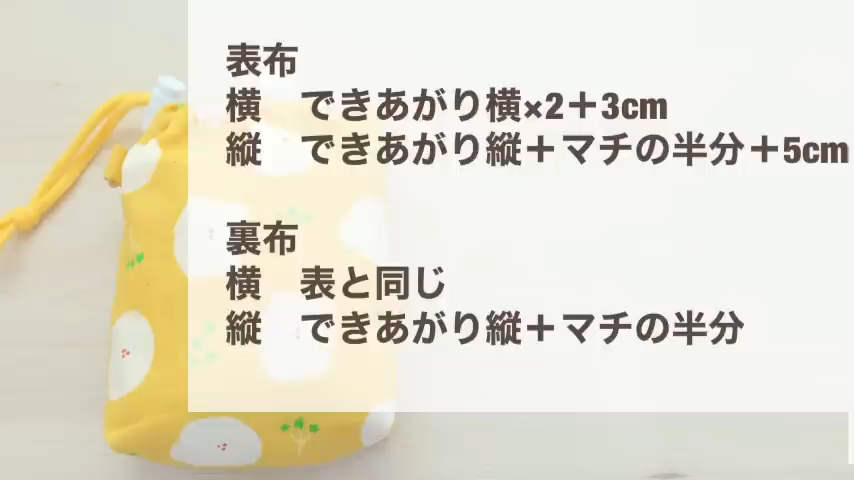 表布
横　できあがり横×2＋3cm
縦　できあがり縦＋マチの半分＋5cm
裏布
横　表と同じ
縦　できあがり縦＋マチの半分